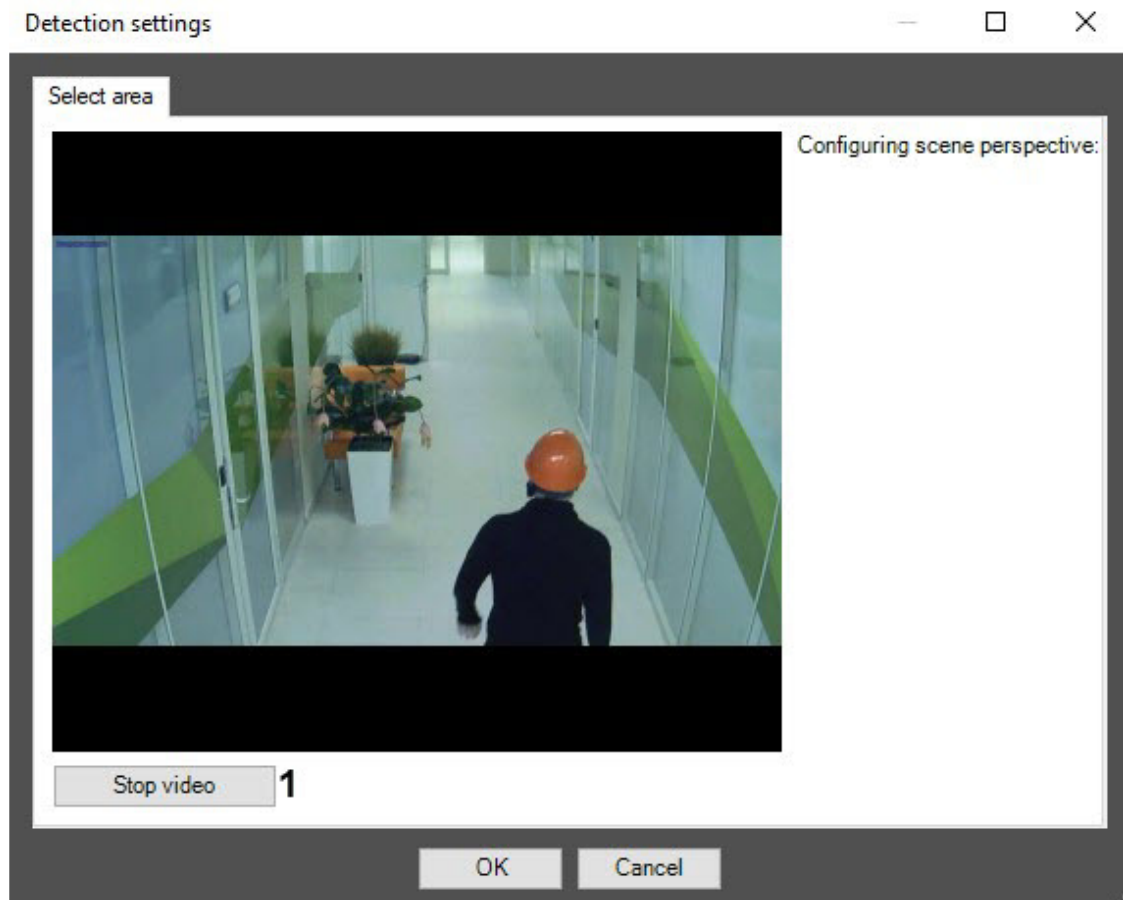 Detection settings
Select area
Configuring scene perspective:
Stop video
1
OK
Cancel